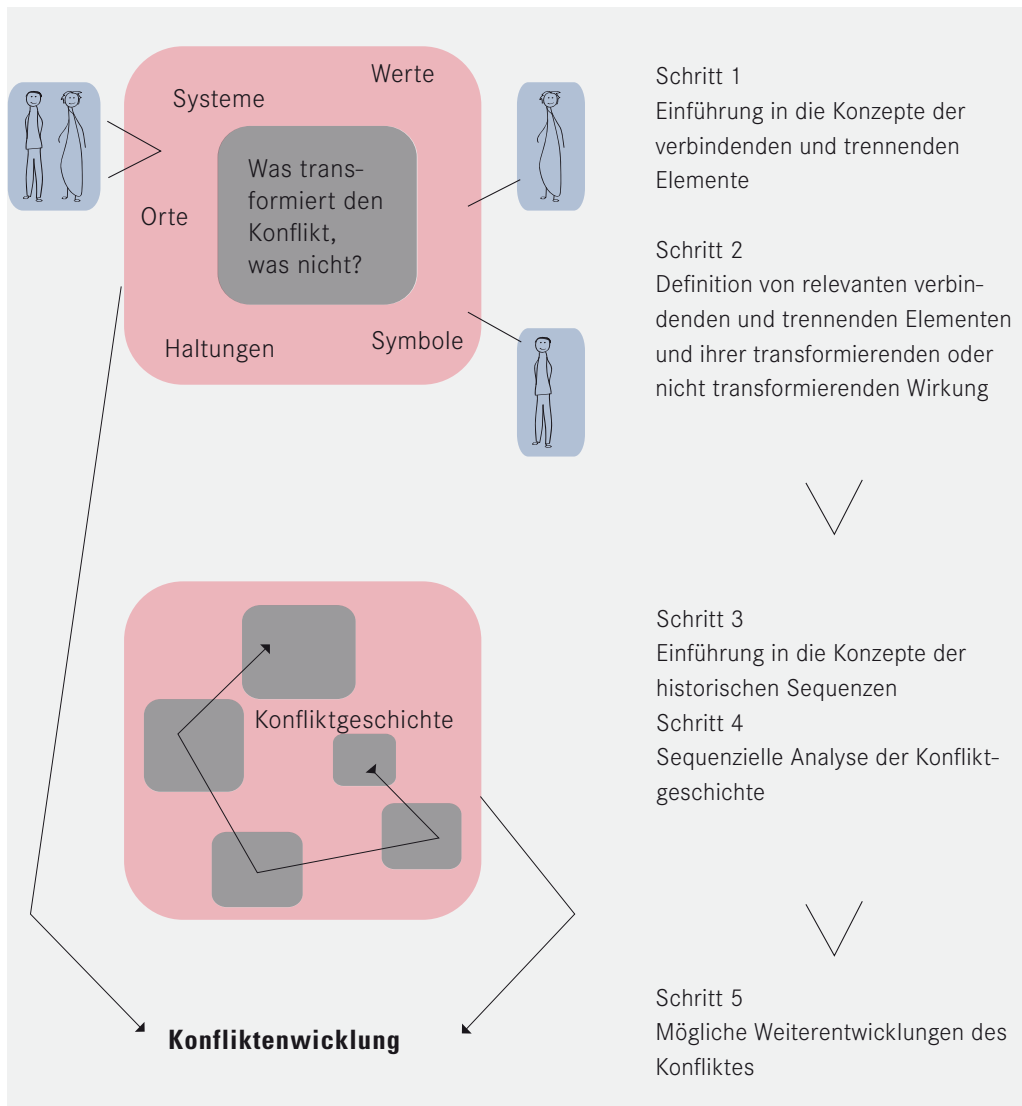 Werte
Systeme
Was trans-
formiert den
Konflikt,
was nicht?
Orte
Haltungen
Symbole
Schritt 1
Einführung in die Konzepte der
verbindenden und trennenden
Elemente
Schritt 2
Definition von relevanten verbin-
denden und trennenden Elementen
und ihrer transformierenden oder
nicht transformierenden Wirkung
Konfliktgeschichte
Schritt 3
Einführung in die Konzepte der
historischen Sequenzen
Schritt 4
Sequenzielle Analyse der Konflikt-
geschichte
Konfliktenwicklung
Schritt 5
Mögliche Weiterentwicklungen des
Konfliktes